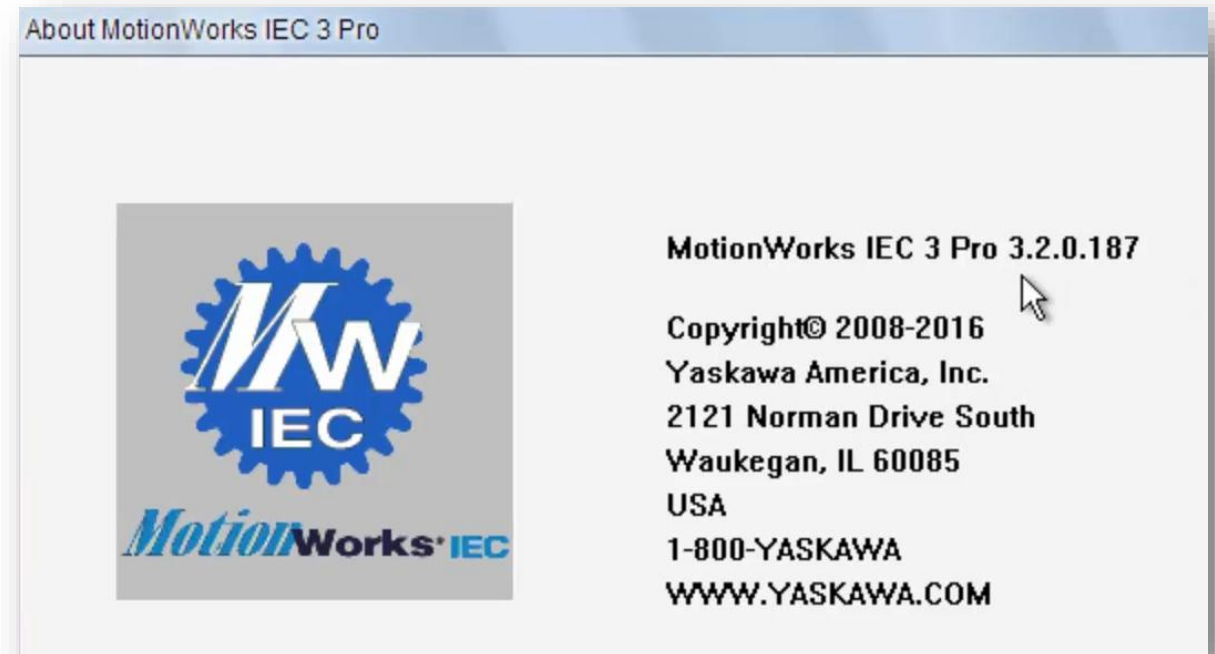 About MotionWorks IEC 3 Pro
MW
IEC
MotionWorks® IEC
MotionWorks IEC 3 Pro 3.2.0.187
Copyright© 2008-2016
Yaskawa America, Inc.
2121 Norman Drive South
Waukegan, IL 60085
USA
1-800-YASKAWA
WWW.YASKAWA.COM